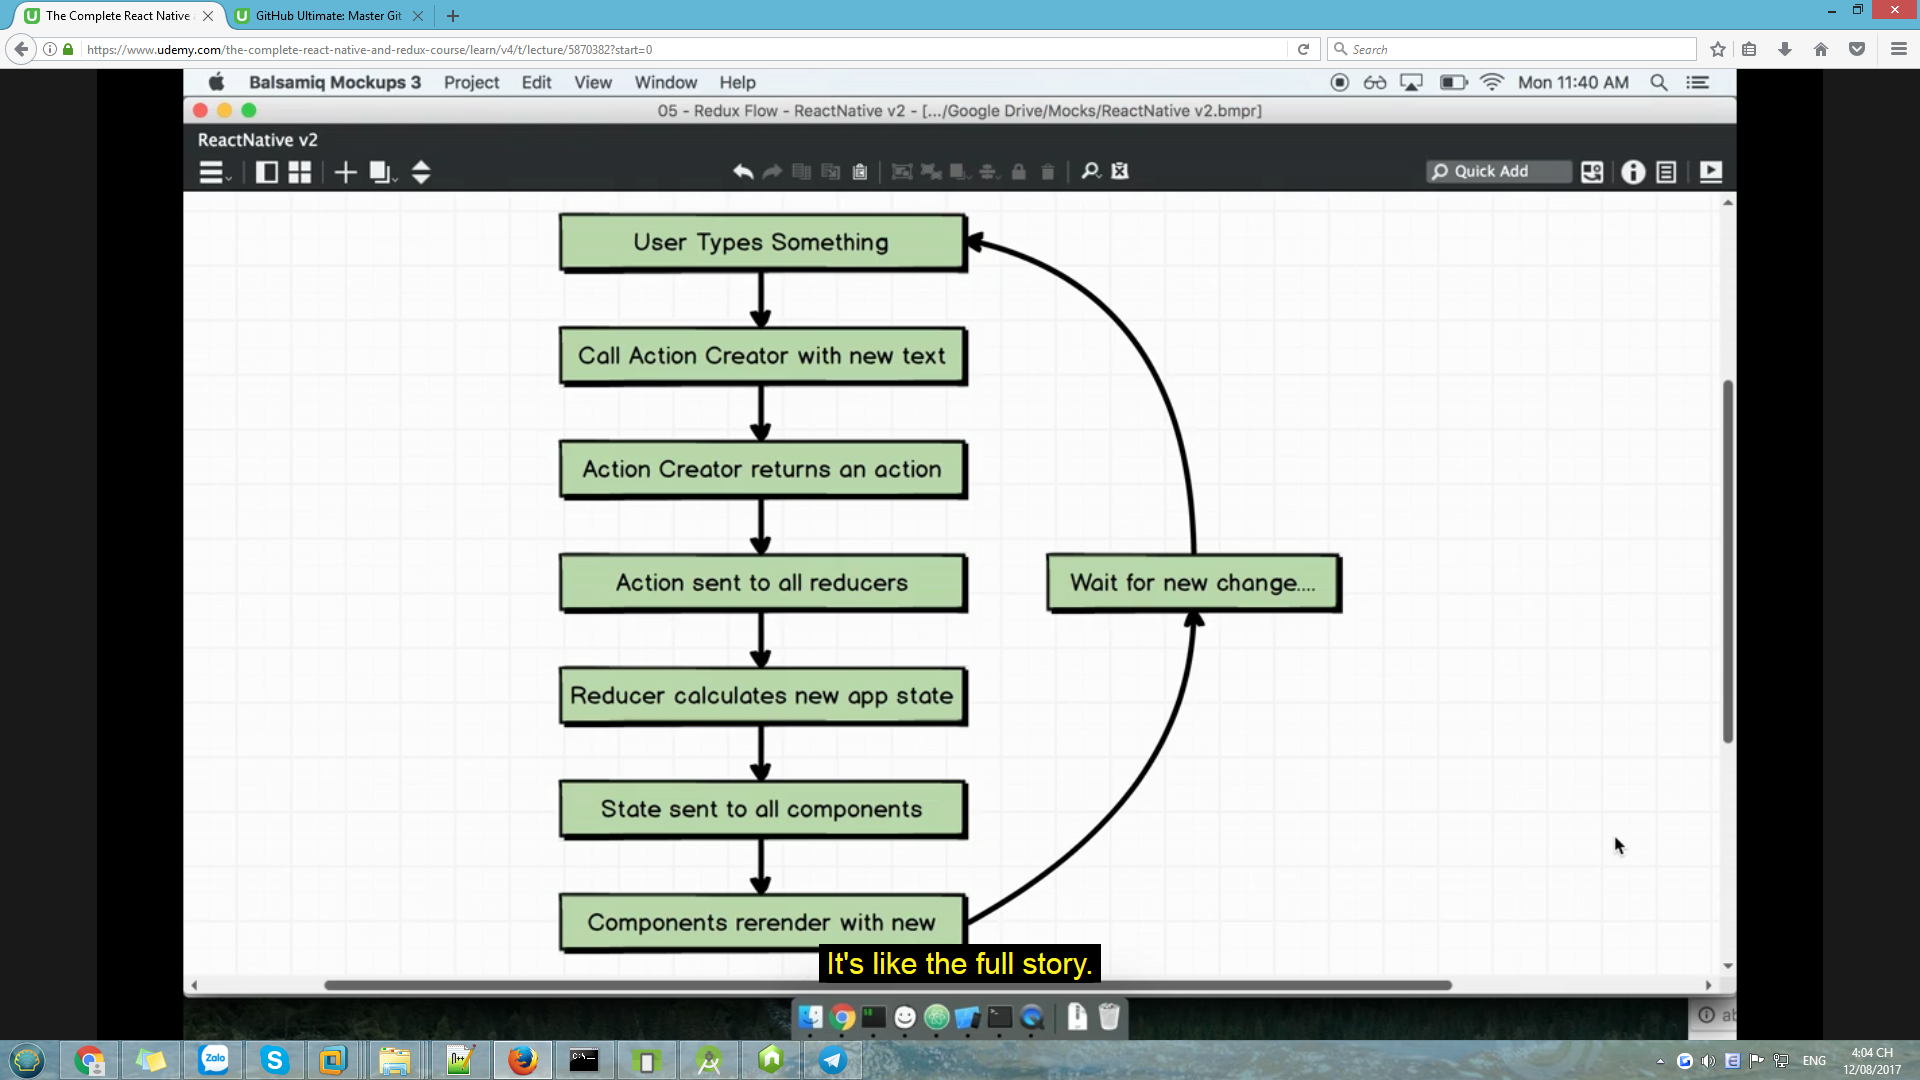 The Complete React Native
GitHub Ultimate: Master Git
https://www.udemy.com/the-complete-react-native-and-redux-course/learn/v4/t/lecture/5870382?start=0
Search
Balsamiq Mockups 3 Project Edit View Window Help
Mon 11:40 AM
05 - Redux Flow - ReactNative v2 - [.../Google Drive/Mocks/ReactNative v2.bmpr]
ReactNative v2
Quick Add
User Types Something
Call Action Creator with new text
Action Creator returns an action
Action sent to all reducers
Wait for new change....
Reducer calculates new app state
State sent to all components
Components rerender with new
It's like the full story.
Zalo
ENG
4:04 CH
12/08/2017